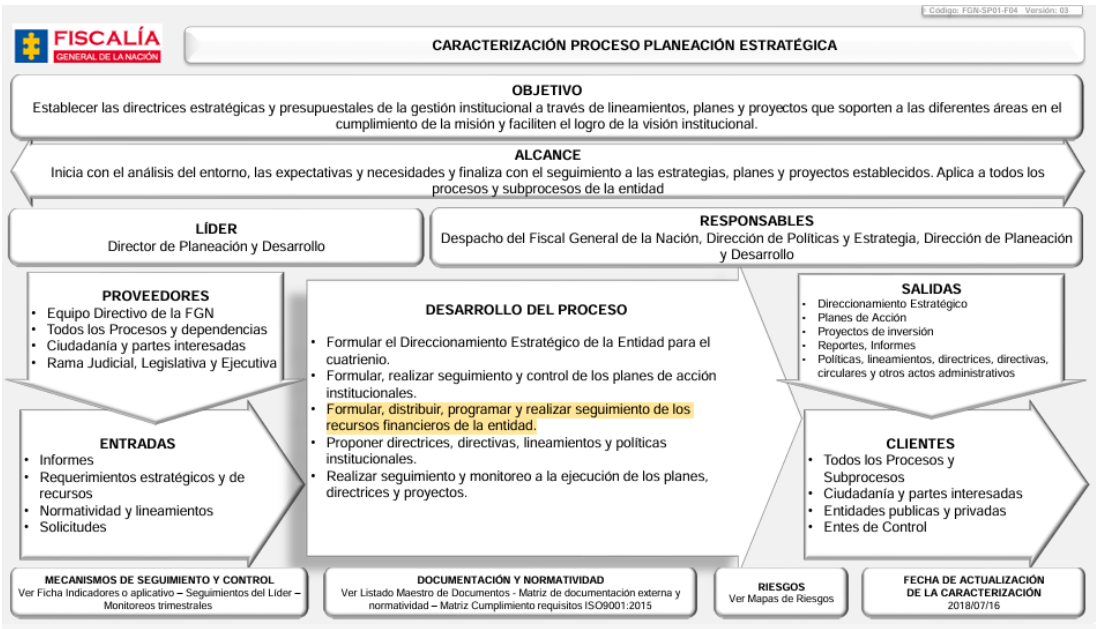 Código: FGN-SP01-F04 Versión: 03
FISCALÍA
GENERAL DE LA NACIÓN
CARACTERIZACIÓN PROCESO PLANEACIÓN ESTRATÉGICA
OBJETIVO
Establecer las directrices estratégicas y presupuestales de la gestión institucional a través de lineamientos, planes y proyectos que soporten a las diferentes áreas en el
cumplimiento de la misión y faciliten el logro de la visión institucional.
ALCANCE
Inicia con el análisis del entorno, las expectativas y necesidades y finaliza con el seguimiento a las estrategias, planes y proyectos establecidos. Aplica a todos los
procesos y subprocesos de la entidad
LÍDER
Director de Planeación y Desarrollo
RESPONSABLES
Despacho del Fiscal General de la Nación, Dirección de Políticas y Estrategia, Dirección de Planeación
y Desarrollo
PROVEEDORES
• Equipo Directivo de la FGN
• Todos los Procesos y dependencias
• Ciudadanía y partes interesadas
• Rama Judicial, Legislativa y Ejecutiva
ENTRADAS
• Informes
• Requerimientos estratégicos y de
recursos
• Normatividad y lineamientos
• Solicitudes
DESARROLLO DEL PROCESO
• Formular el Direccionamiento Estratégico de la Entidad para el
cuatrienio.
• Formular, realizar seguimiento y control de los planes de acción
institucionales.
• Formular, distribuir, programar y realizar seguimiento de los
recursos financieros de la entidad.
• Proponer directrices, directivas, lineamientos y políticas
institucionales.
• Realizar seguimiento y monitoreo a la ejecución de los planes,
directrices y proyectos.
SALIDAS
• Direccionamiento Estratégico
• Planes de Acción
• Proyectos de inversión
• Reportes, Informes
• Políticas, lineamientos, directrices, directivas,
circulares y otros actos administrativos
CLIENTES
• Todos los Procesos y
Subprocesos
• Ciudadanía y partes interesadas
• Entidades publicas y privadas
• Entes de Control
MECANISMOS DE SEGUIMIENTO Y CONTROL
Ver Ficha Indicadores o aplicativo – Seguimientos del Líder –
Monitoreos trimestrales
DOCUMENTACIÓN Y NORMATIVIDAD
Ver Listado Maestro de Documentos - Matriz de documentación externa y
normatividad – Matriz Cumplimiento requisitos ISO9001:2015
RIESGOS
Ver Mapas de Riesgos
FECHA DE ACTUALIZACIÓN
DE LA CARACTERIZACIÓN
2018/07/16